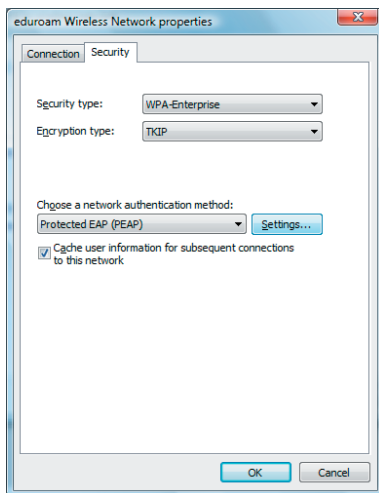 eduroam Wireless Network properties
Connection Security
Security type: WPA-Enterprise
Encryption type: TKIP
Choose a network authentication method:
Protected EAP (PEAP) Settings...
Cache user information for subsequent connections
to this network
OK Cancel